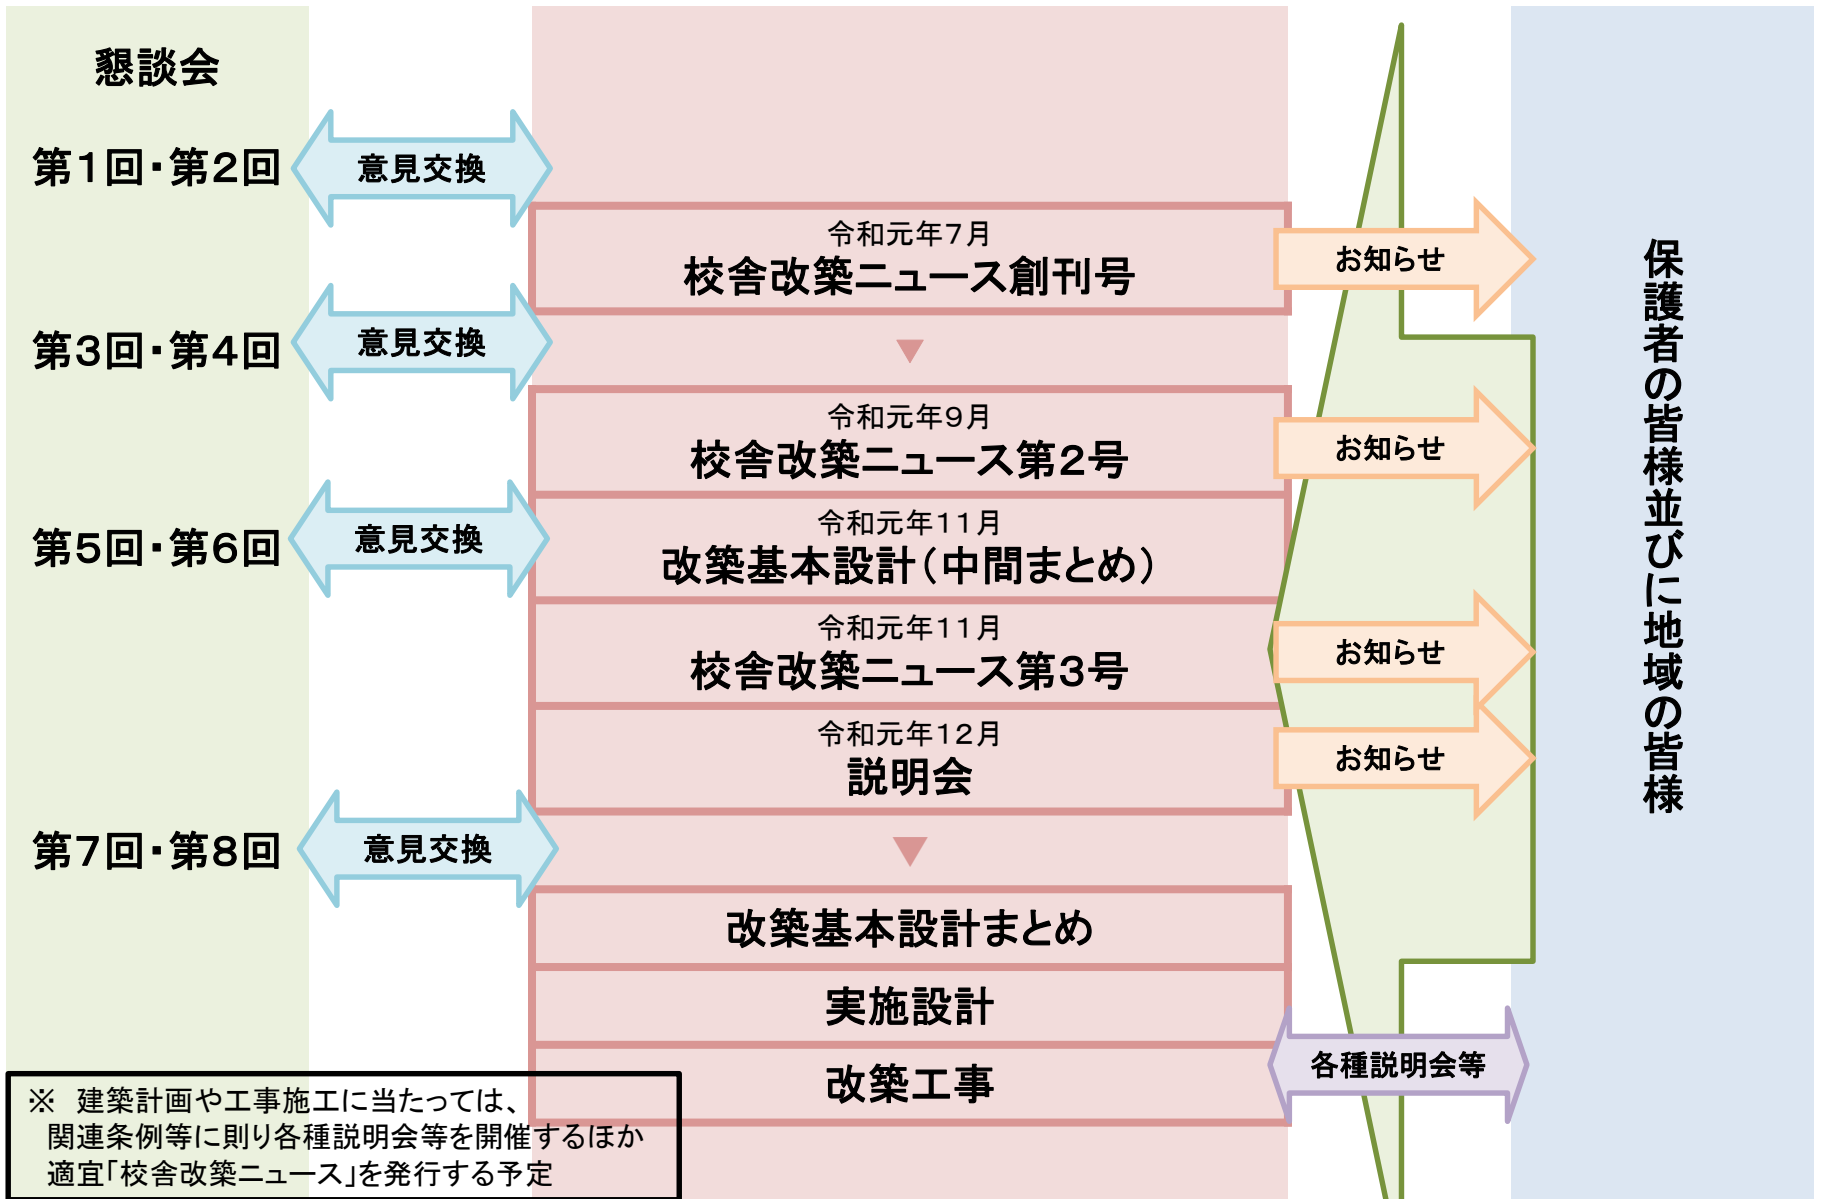 懇談会
第1回・第2回
意見交換
令和元年7月
校舎改築ニュース創刊号
お知らせ
第3回・第4回
意見交換
令和元年9月
校舎改築ニュース第2号
お知らせ
第5回・第6回
意見交換
令和元年11月
改築基本設計（中間まとめ）
令和元年11月
校舎改築ニュース第3号
お知らせ
令和元年12月
説明会
お知らせ
第7回・第8回
意見交換
改築基本設計まとめ
実施設計
改築工事
各種説明会等
保護者の皆様並びに地域の皆様
※　建築計画や工事施工に当たっては、
関連条例等に則り各種説明会等を開催するほか
適宜「校舎改築ニュース」を発行する予定